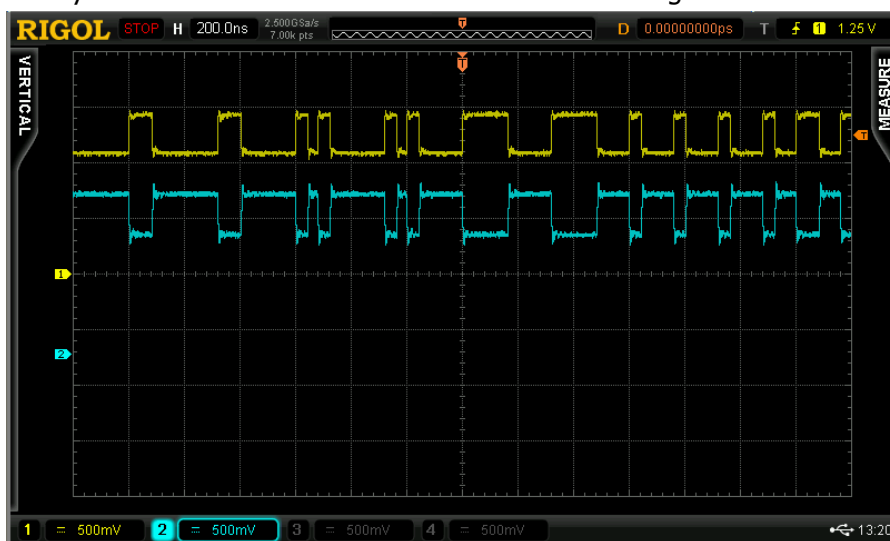 RIGOL STOP H 200.0ns 2.500GSa/s 7.00k pts T D 0.00000000ps T 1 1.25 V
T
VERTICAL
MEASURE
T
1
2
1 = 500mV 2 = 500mV 3 = 500mV 4 = 500mV 13:20